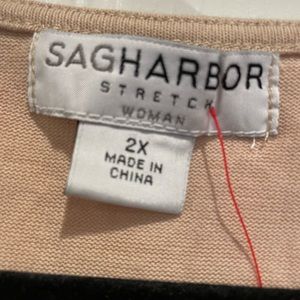 SAGHARBOR
STRETCH
WOMAN
2X
MADE IN
CHINA